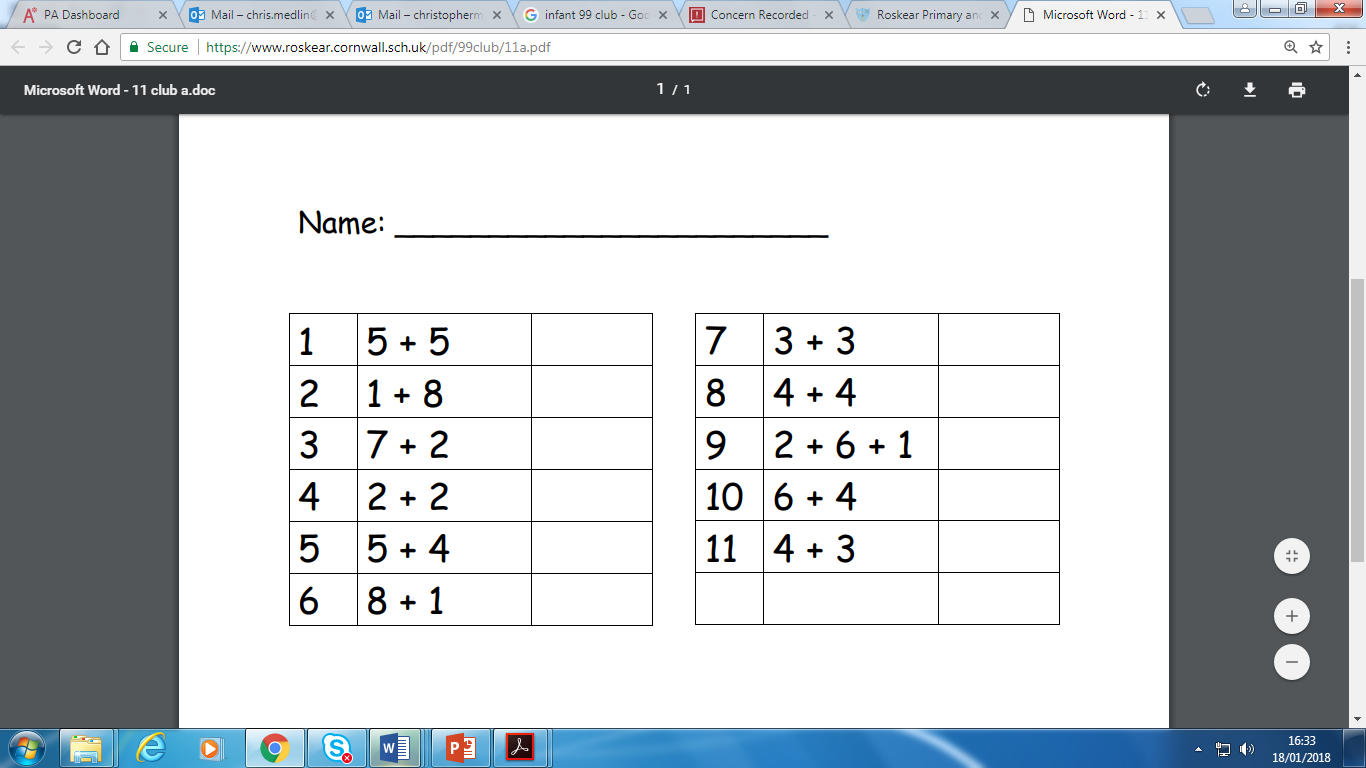 PA Dashboard
Mail – chris.medlin@
Mail – christopherm
infant 99 club - Goo
Concern Recorded -
Roskear Primary and
Microsoft Word - 11
Secure
https://www.roskear.cornwall.sch.uk/pdf/99club/11a.pdf
Microsoft Word - 11 club a.doc
1 / 1
Name: ________________________
1 5 + 5
2 1 + 8
3 7 + 2
4 2 + 2
5 5 + 4
6 8 + 1
7 3 + 3
8 4 + 4
9 2 + 6 + 1
10 6 + 4
11 4 + 3
16:33
18/01/2018